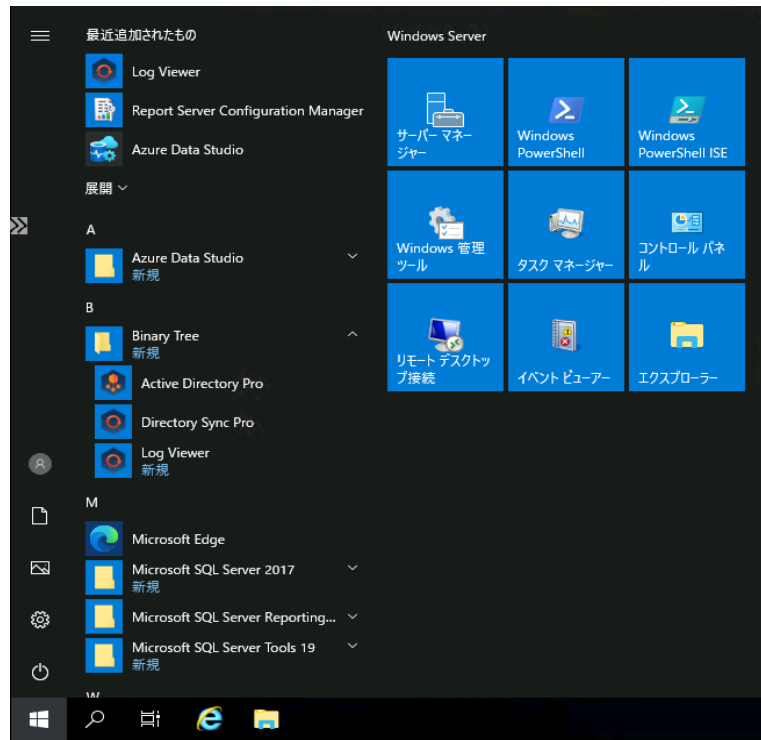 最近追加されたもの
Log Viewer
Report Server Configuration Manager
Azure Data Studio
展開
A
Azure Data Studio
新規
B
Binary Tree
新規
Active Directory Pro
Directory Sync Pro
Log Viewer
新規
M
Microsoft Edge
Microsoft SQL Server 2017
新規
Microsoft SQL Server Reporting...
Microsoft SQL Server Tools 19
新規
W
Windows Server
サーバー マネー
ジャー
Windows
PowerShell
Windows
PowerShell ISE
Windows 管理
ツール
タスク マネージャー
コントロール パネ
ル
リモート デスクトッ
プ接続
イベント ビューアー
エクスプローラー